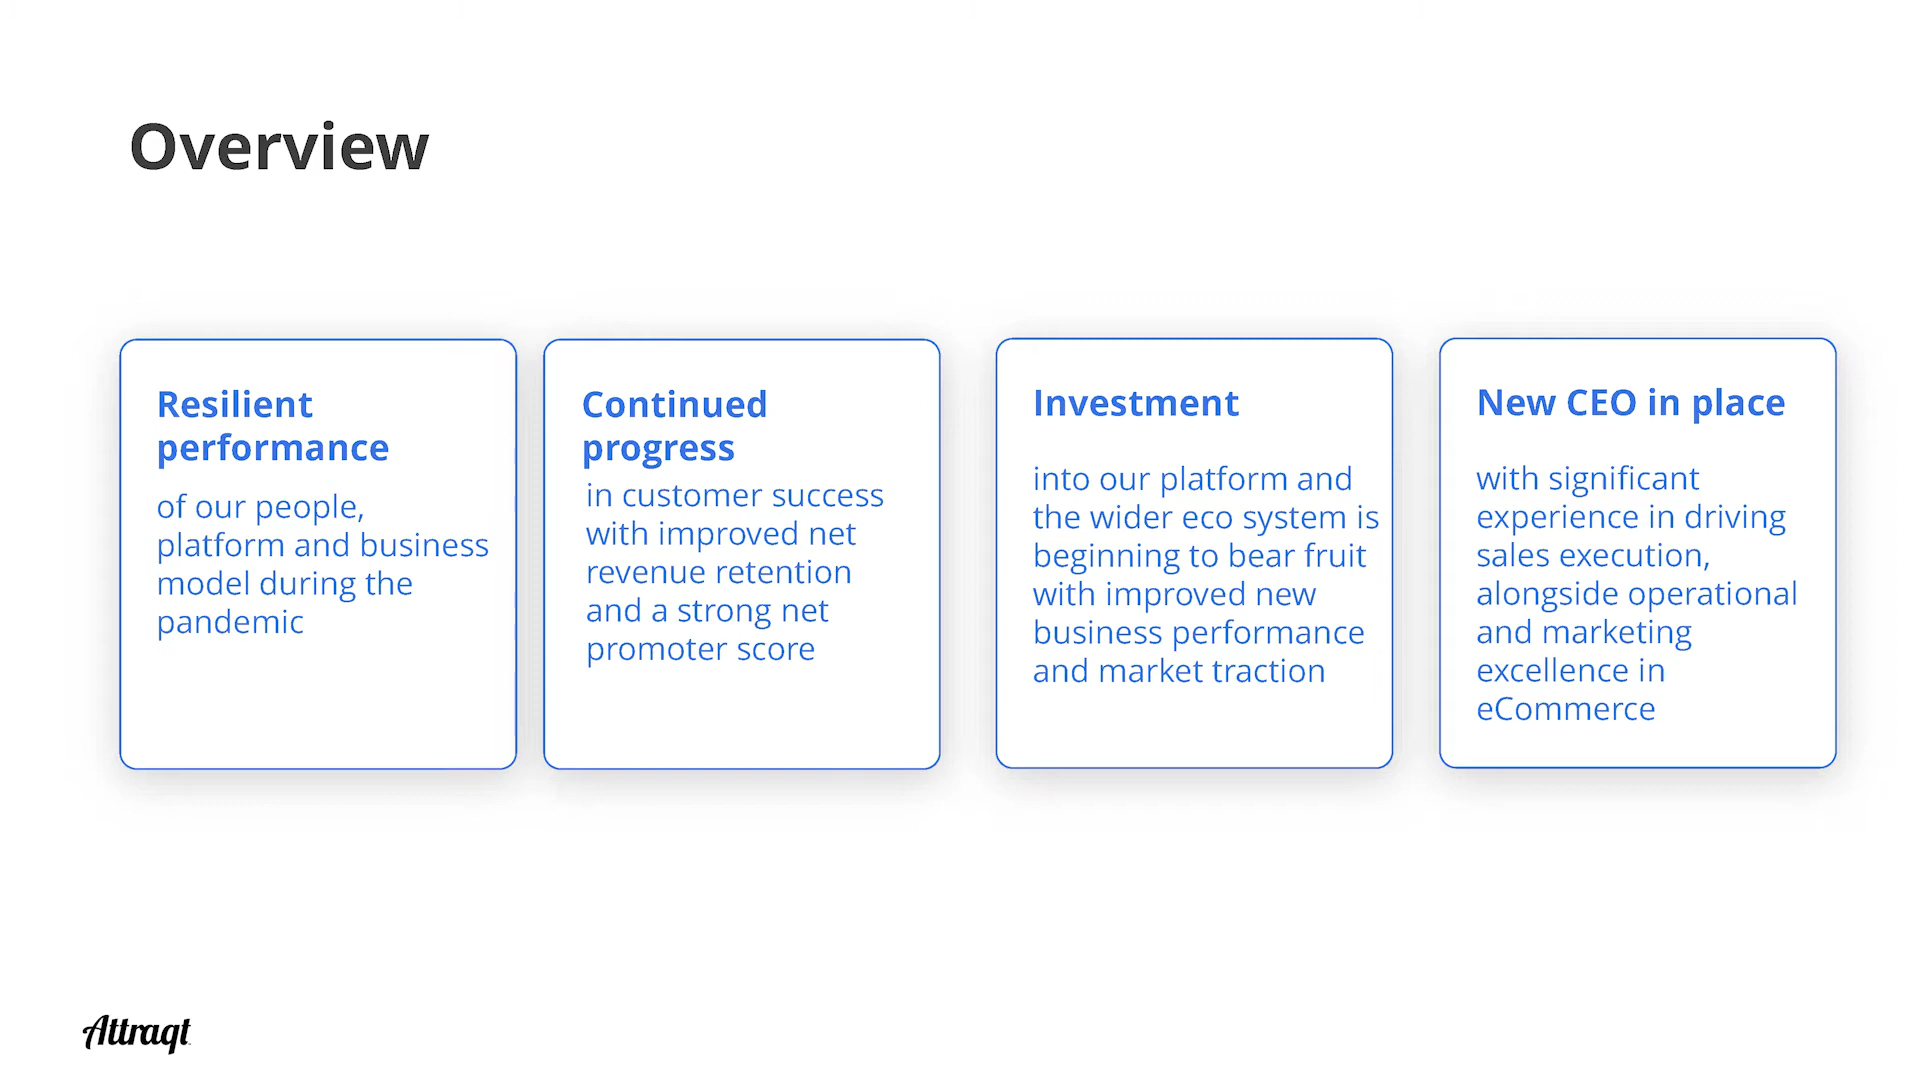 Overview
Resilient
performance
of our people,
platform and business
model during the
pandemic
Continued
progress
in customer success
with improved net
revenue retention
and a strong net
promoter score
Investment
into our platform and
the wider eco system is
beginning to bear fruit
with improved new
business performance
and market traction
New CEO in place
with significant
experience in driving
sales execution,
alongside operational
and marketing
excellence in
eCommerce
Attraqt